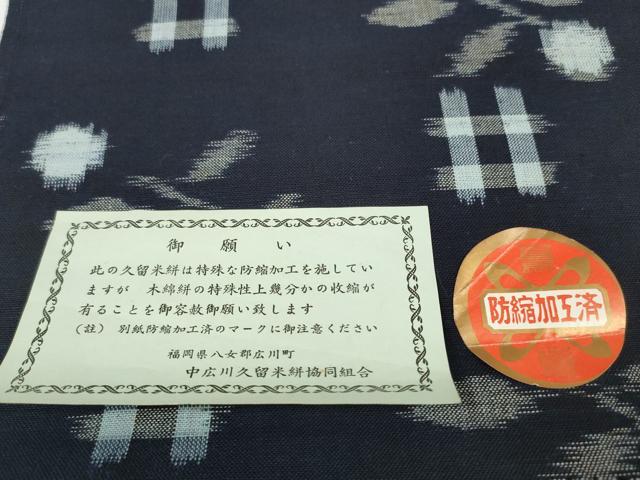 御願い
此の久留米絣は特殊な防縮加工を施してい
ますが 木綿絣の特殊性上幾分かの収縮が
有ることを御容赦御願い致します
(註) 別紙防縮加工済のマークに御注意ください
福岡県八女郡広川町
中広川久留米絣協同組合
防縮加工済